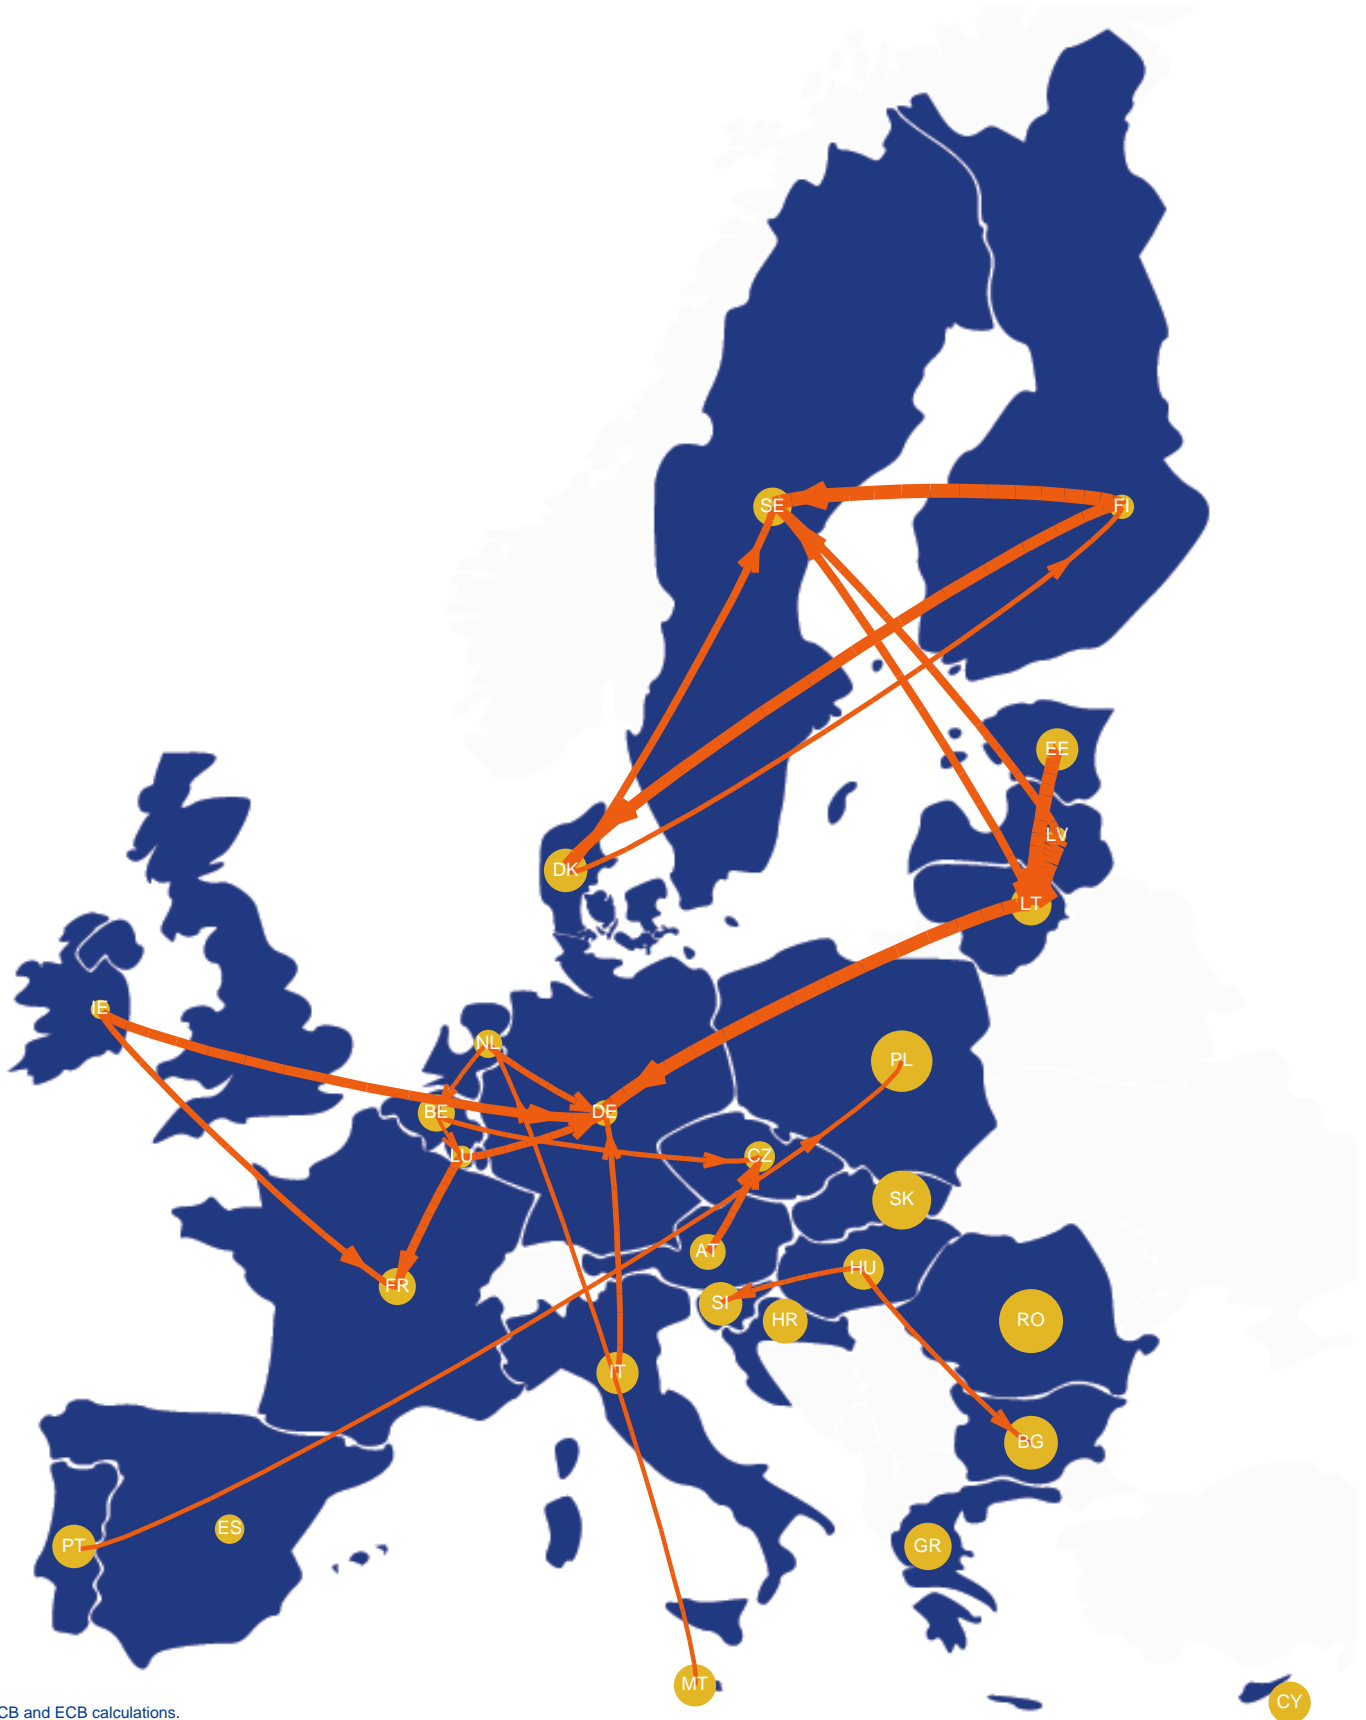 SE
FI
EE
LV
DK
LT
IE
NL
PL
BE
DE
LU
CZ
SK
AT
HU
FR
SI
HR
RO
IT
BG
ES
PT
GR
MT
CY
CB and ECB calculations.